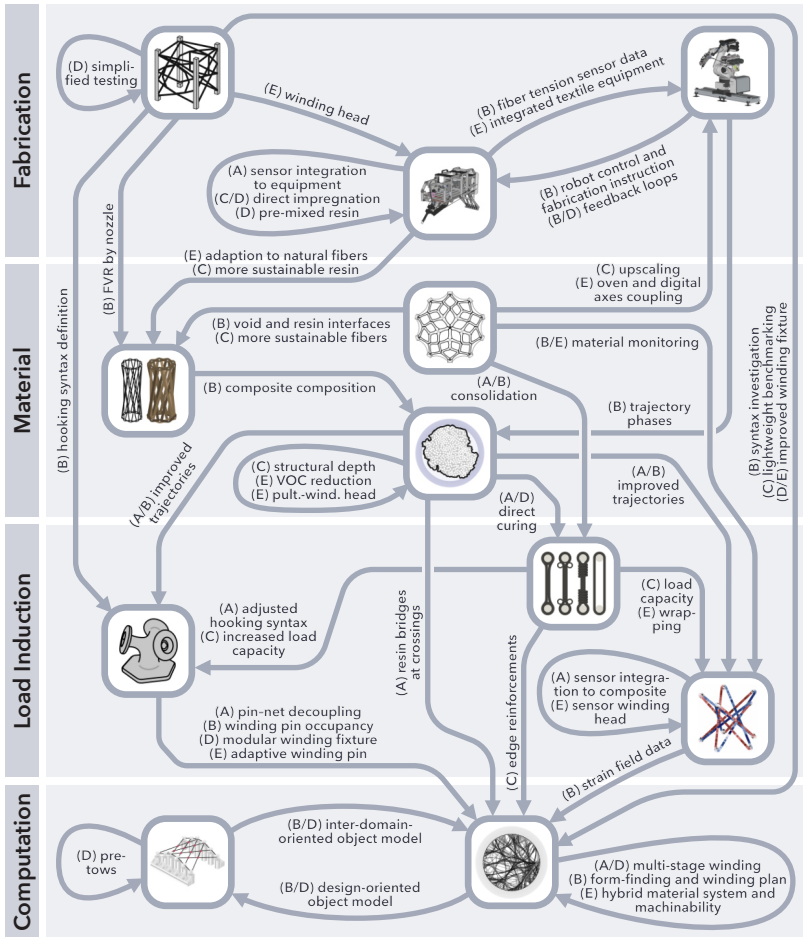 Fabrication
(D) simpli-
fied testing
(E) winding head
(B) fiber tension sensor data
(E) integrated textile equipment
(A) sensor integration
to equipment
(C/D) direct impregnation
(D) pre-mixed resin
(B) robot control and
fabrication instruction
(B/D) feedback loops
(B) FVR by nozzle
(B) hooking syntax definition
(E) adaption to natural fibers
(C) more sustainable resin
Material
(C) upscaling
(E) oven and digital
axes coupling
(B) void and resin interfaces
(C) more sustainable fibers
(B/E) material monitoring
(B) composite composition
(A/B)
consolidation
(B) trajectory
phases
(B) syntax investigation
(C) lightweight benchmarking
(D/E) improved winding fixture
(A/B) improved
trajectories
(C) structural depth
(E) VOC reduction
(E) pult.-wind. head
(A/D)
direct
curing
(A/B)
improved
trajectories
Load Induction
(A) adjusted
hooking syntax
(C) increased load
capacity
(A) resin bridges
at crossings
(C) load
capacity
(E) wrap-
ping
(C) edge reinforcements
(A) sensor integra-
tion to composite
(E) sensor winding
head
(A) pin-net decoupling
(B) winding pin occupancy
(D) modular winding fixture
(E) adaptive winding pin
(B) strain field data
Computation
(D) pre-
tows
(B/D) inter-domain-
oriented object model
(B/D) design-oriented
object model
(A/D) multi-stage winding
(B) form-finding and winding plan
(E) hybrid material system and
machinability